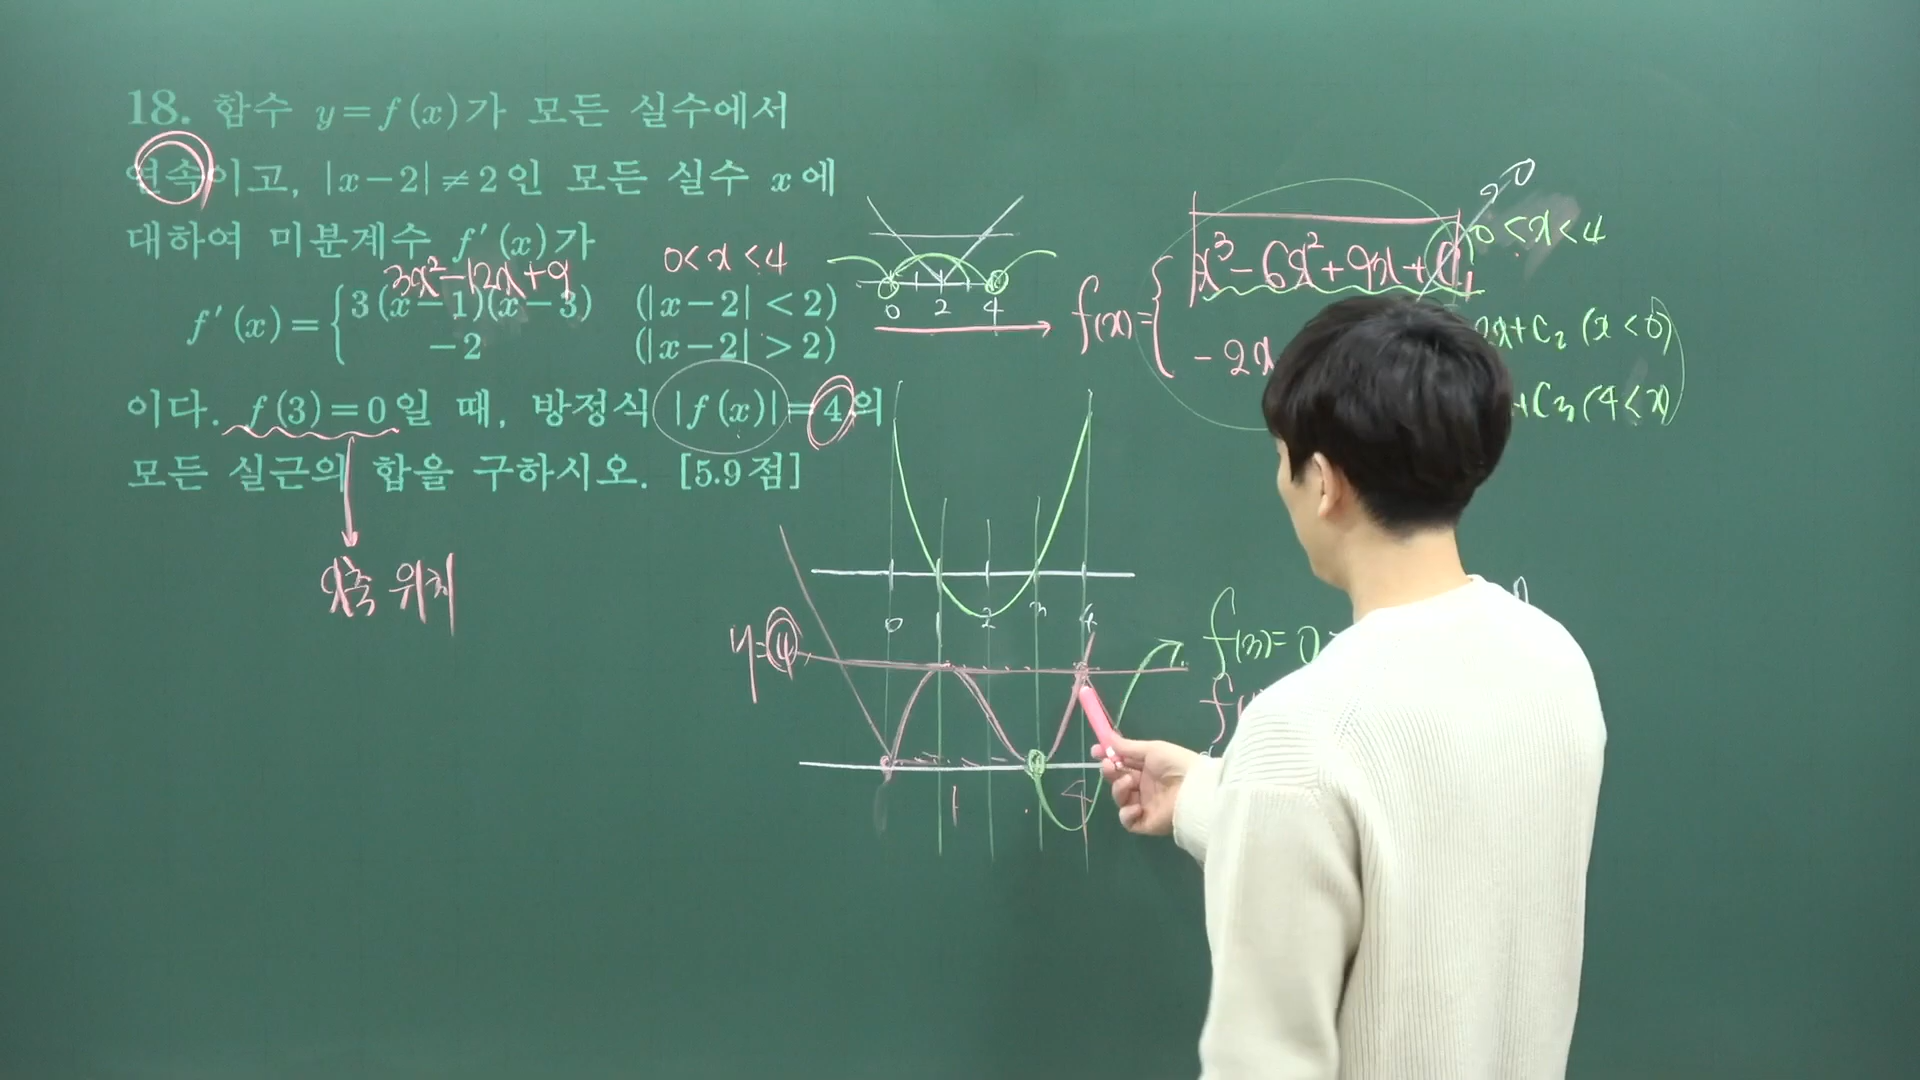 18. 함수 y=f(x)가 모든 실수에서
연속이고, |x-2|≠2인 모든 실수 x에
대하여 미분계수 f'(x)가
3x²-12x+9
0<x<4
f'(x)={3(x-1)(x-3) (|x-2|<2)
-2 (|x-2|>2)
이다. f(3)=0일 때, 방정식 |f(x)|=4의
모든 실근의 합을 구하시오. [5.9점]
x축 위치
0 2 4
f(x)={x³-6x²+9x+C₁ 0<x<4
-2x+C₂ (x<0)
+C₃ (4<x)
0 1 2 3 4
y=4
1 4
f(3)=0